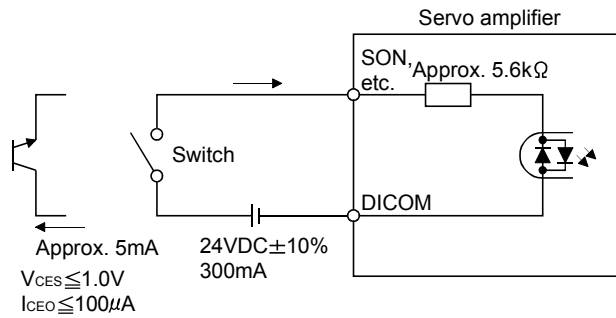 Servo amplifier
SON,
etc.
Approx. 5.6kΩ
Switch
DICOM
Approx. 5mA
24VDC±10%
300mA
VCES≦1.0V
ICEO≦100μA